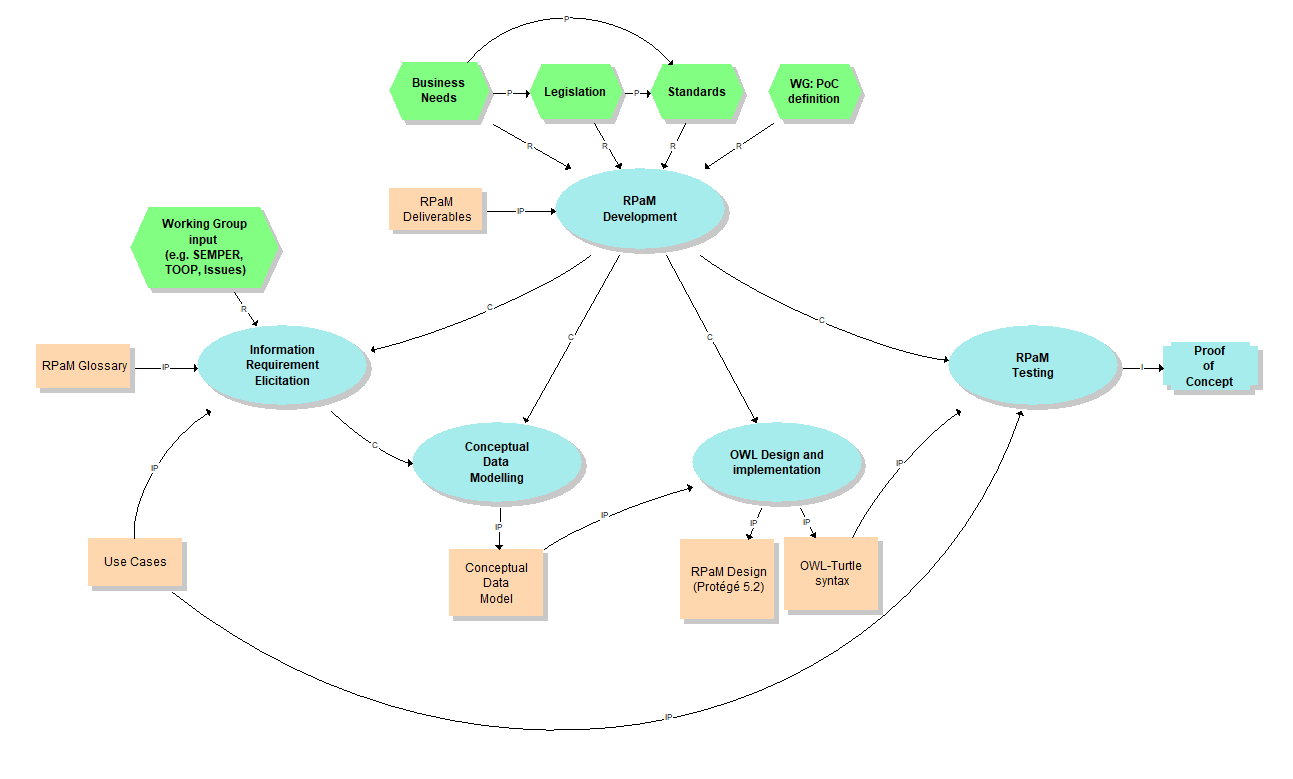 P
Business
Needs
P
Legislation
P
Standards
WG: PoC
definition
R
R
R
R
RPaM
Deliverables
IP
RPaM
Development
Working Group
input
(e.g. SEMPER,
TOOP, Issues)
R
C
C
C
C
RPaM Glossary
IP
Information
Requirement
Elicitation
RPaM
Testing
I
Proof
of
Concept
C
Conceptual
Data
Modelling
OWL Design and
implementation
IP
IP
IP
IP
IP
IP
Use Cases
Conceptual
Data
Model
RPaM Design
(Protégé 5.2)
OWL-Turtle
syntax
IP